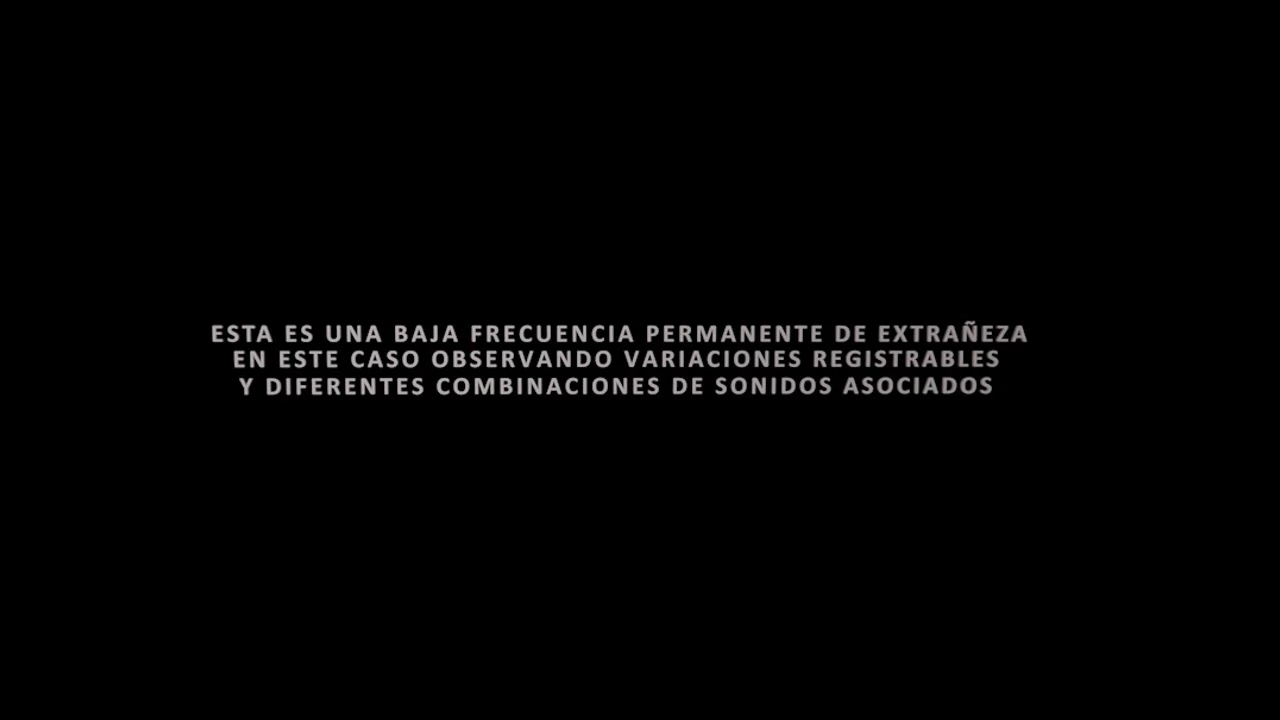 ESTA ES UNA BAJA FRECUENCIA PERMANENTE DE EXTRAÑEZA
EN ESTE CASO OBSERVANDO VARIACIONES REGISTRABLES
Y DIFERENTES COMBINACIONES DE SONIDOS ASOCIADOS